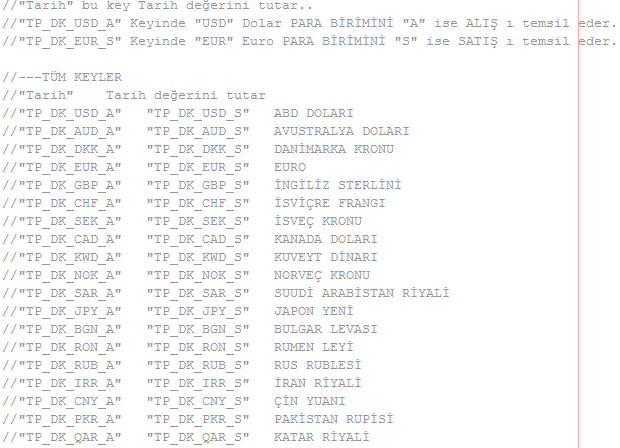 //"Tarih" bu key Tarih değerini tutar..
//"TP_DK_USD_A" Keyinde "USD" Dolar PARA BİRİMİNİ "A" ise ALIŞ ı temsil eder.
//"TP_DK_EUR_S" Keyinde "EUR" Euro PARA BİRİMİNİ "S" ise SATIŞ ı temsil eder.
//---TÜM KEYLER
//"Tarih" Tarih değerini tutar
//"TP_DK_USD_A" "TP_DK_USD_S" ABD DOLARI
//"TP_DK_AUD_A" "TP_DK_AUD_S" AVUSTRALYA DOLARI
//"TP_DK_DKK_A" "TP_DK_DKK_S" DANİMARKA KRONU
//"TP_DK_EUR_A" "TP_DK_EUR_S" EURO
//"TP_DK_GBP_A" "TP_DK_GBP_S" İNGİLİZ STERLİNİ
//"TP_DK_CHF_A" "TP_DK_CHF_S" İSVİÇRE FRANGI
//"TP_DK_SEK_A" "TP_DK_SEK_S" İSVEÇ KRONU
//"TP_DK_CAD_A" "TP_DK_CAD_S" KANADA DOLARI
//"TP_DK_KWD_A" "TP_DK_KWD_S" KUVEYT DİNARI
//"TP_DK_NOK_A" "TP_DK_NOK_S" NORVEÇ KRONU
//"TP_DK_SAR_A" "TP_DK_SAR_S" SUUDİ ARABİSTAN RİYALİ
//"TP_DK_JPY_A" "TP_DK_JPY_S" JAPON YENİ
//"TP_DK_BGN_A" "TP_DK_BGN_S" BULGAR LEVASI
//"TP_DK_RON_A" "TP_DK_RON_S" RUMEN LEYİ
//"TP_DK_RUB_A" "TP_DK_RUB_S" RUS RUBLESİ
//"TP_DK_IRR_A" "TP_DK_IRR_S" İRAN RİYALİ
//"TP_DK_CNY_A" "TP_DK_CNY_S" ÇİN YUANI
//"TP_DK_PKR_A" "TP_DK_PKR_S" PAKİSTAN RUPİSİ
//"TP_DK_QAR_A" "TP_DK_QAR_S" KATAR RİYALİ